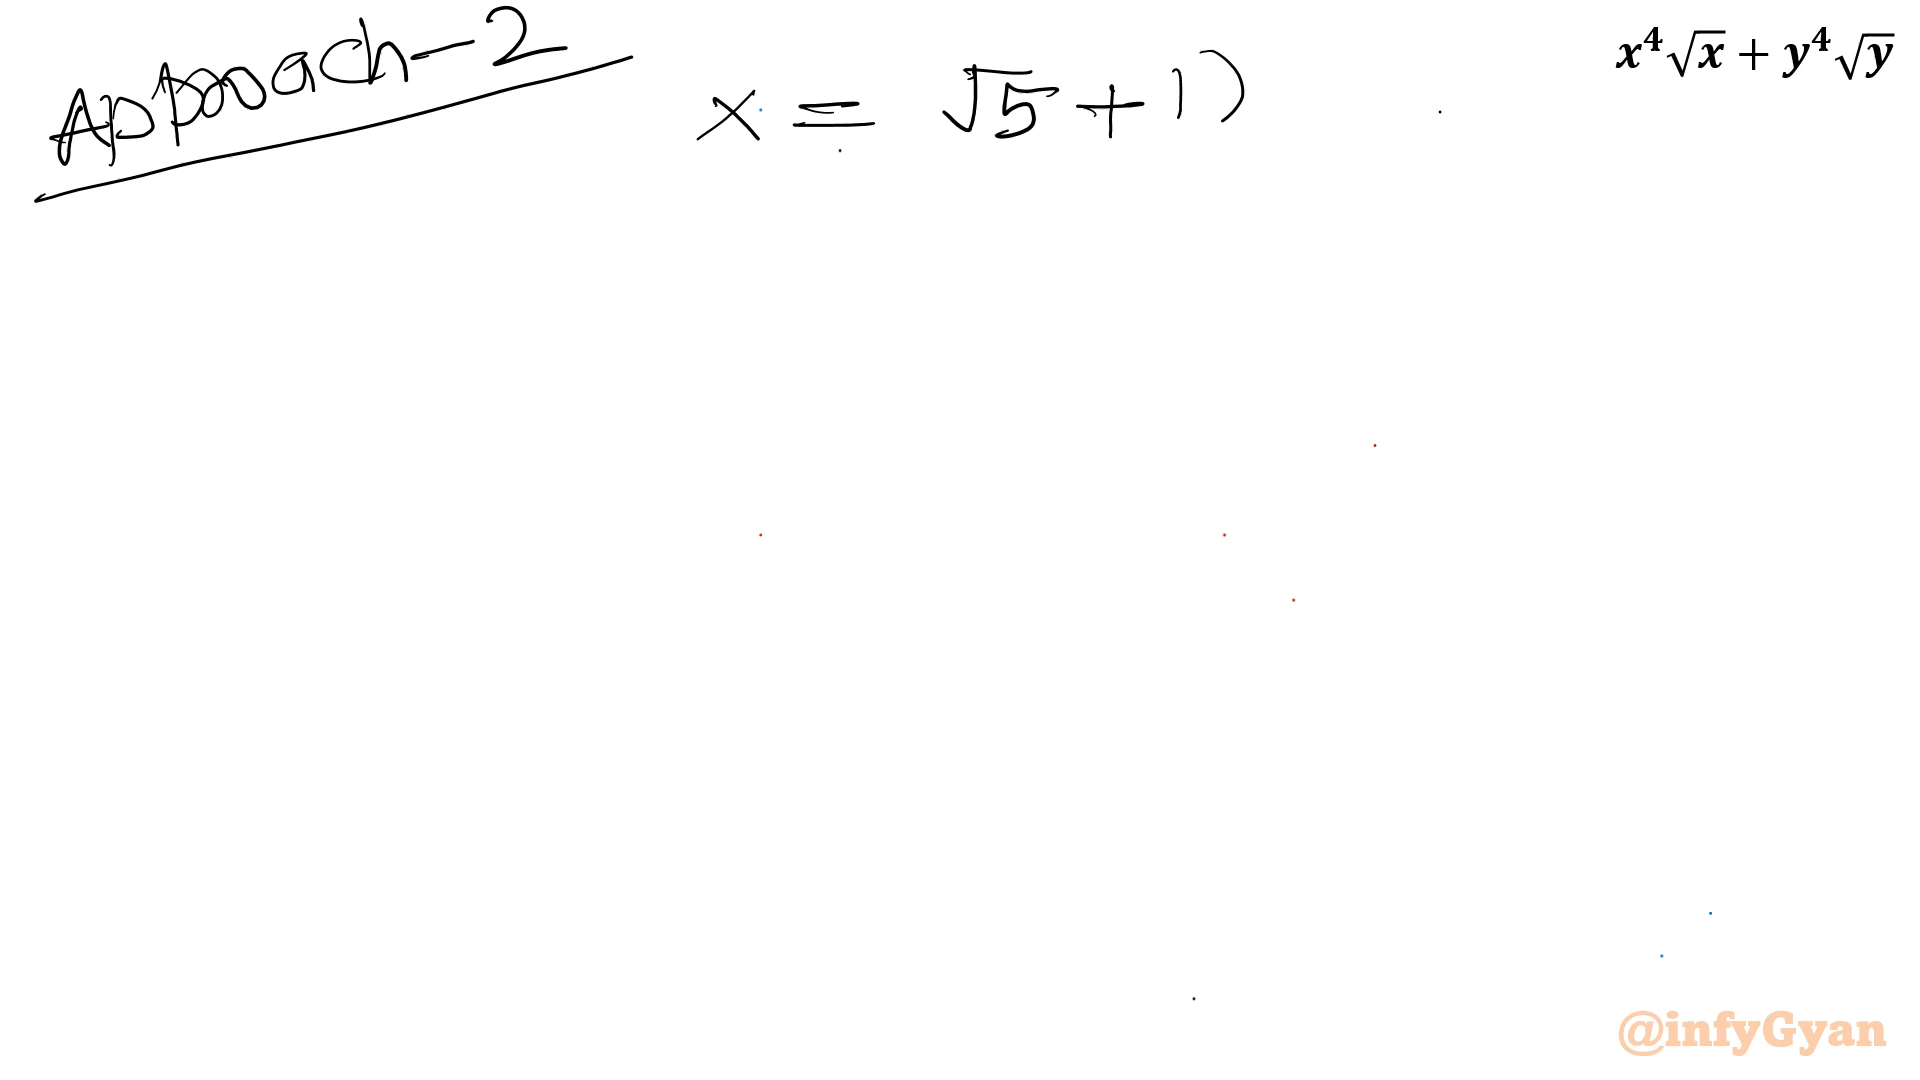 Approach-2
x = √5 + 1)
x⁴√x + y⁴√y
@infyGyan